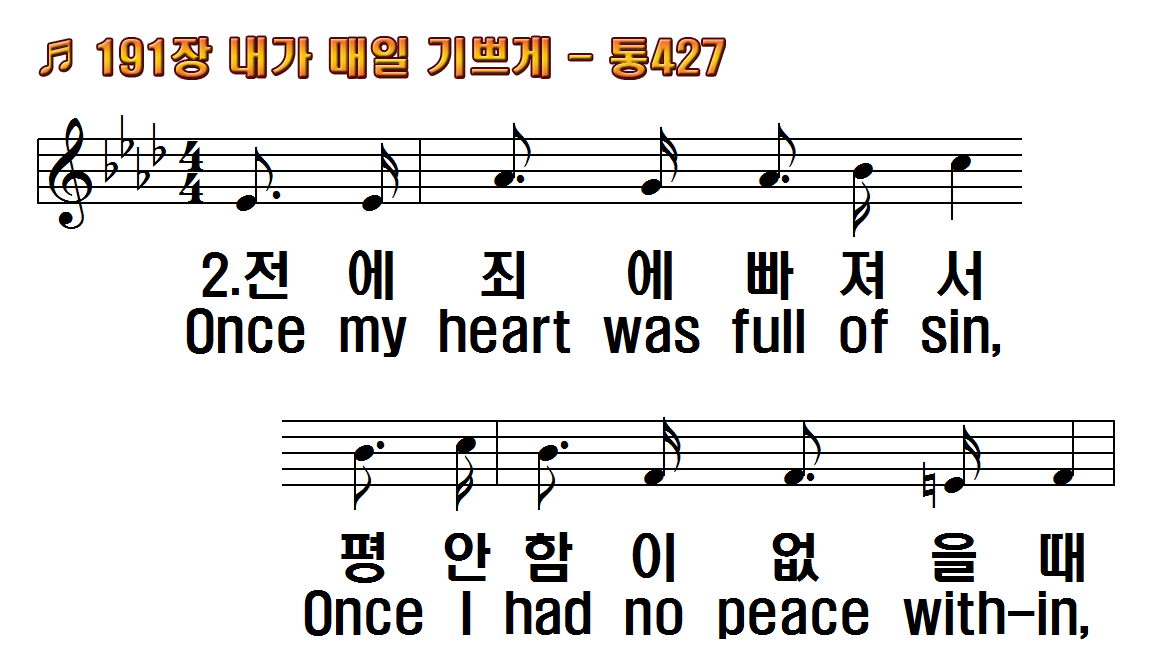 ♬ 191장 내가 매일 기쁘게 - 통427
2.전 에 죄 에 빠 져 서
Once my heart was full of sin,
평 안 함 이 없 을 때
Once I had no peace with-in,